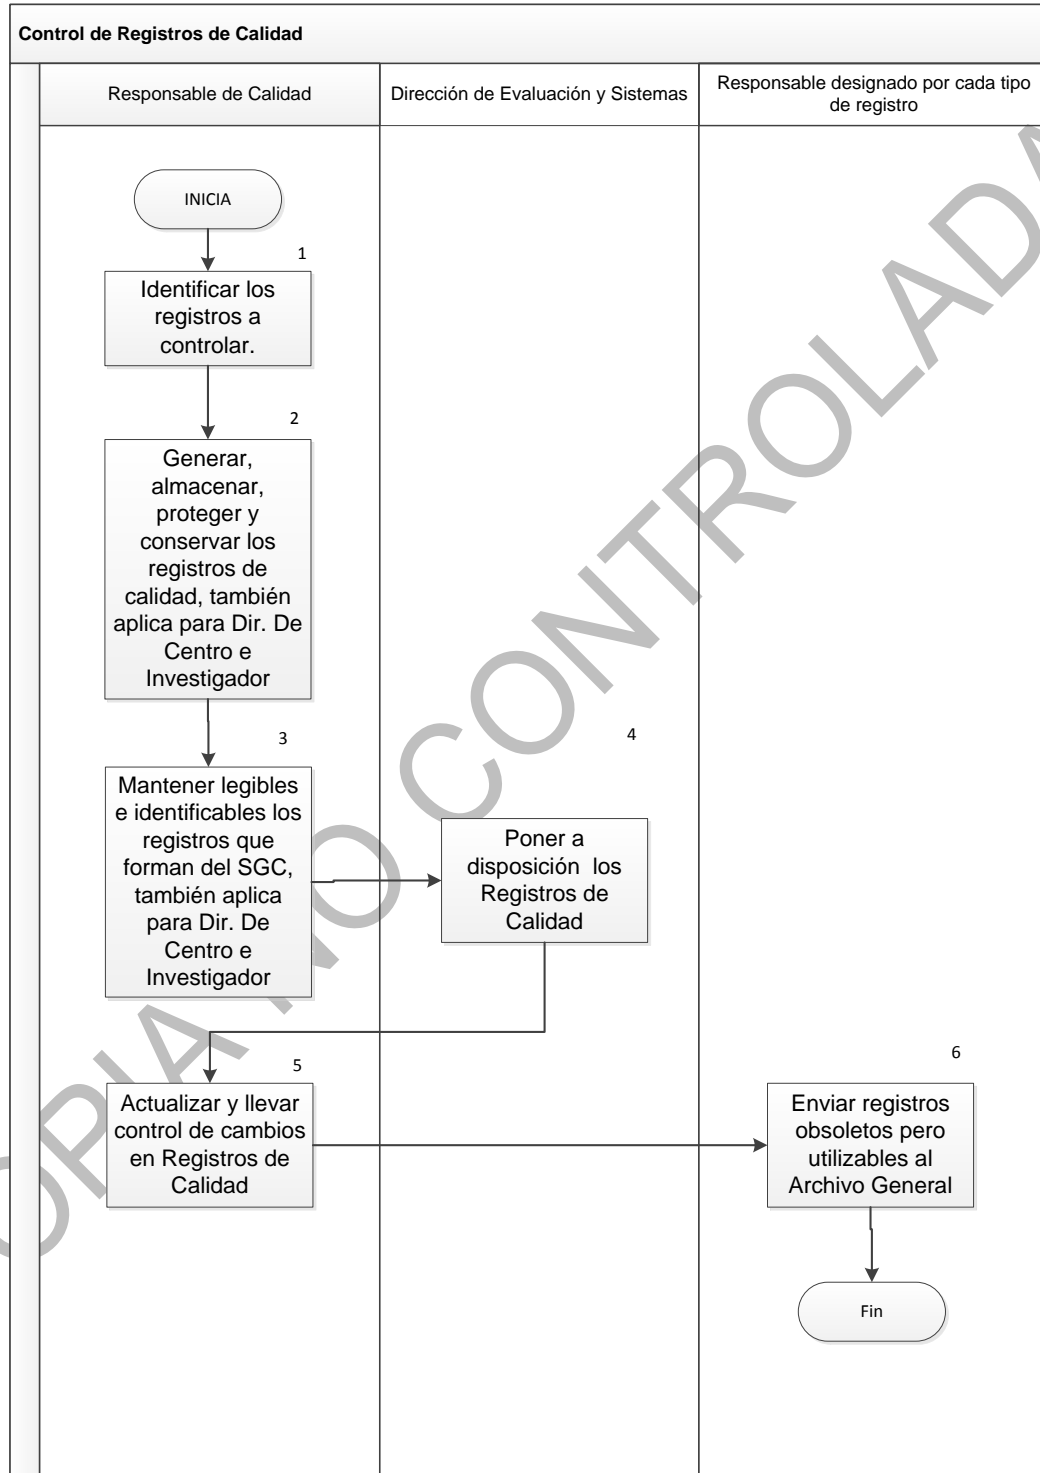 Control de Registros de Calidad
Responsable de Calidad
Dirección de Evaluación y Sistemas
Responsable designado por cada tipo
de registro
INICIA
1
Identificar los
registros a
controlar.
2
Generar,
almacenar,
proteger y
conservar los
registros de
calidad, también
aplica para Dir. De
Centro e
Investigador
3
Mantener legibles
e identificables los
registros que
forman del SGC,
también aplica
para Dir. De
Centro e
Investigador
4
Poner a
disposición  los
Registros de
Calidad
5
Actualizar y llevar
control de cambios
en Registros de
Calidad
6
Enviar registros
obsoletos pero
utilizables al
Archivo General
Fin
OPIA NO CONTROLADA